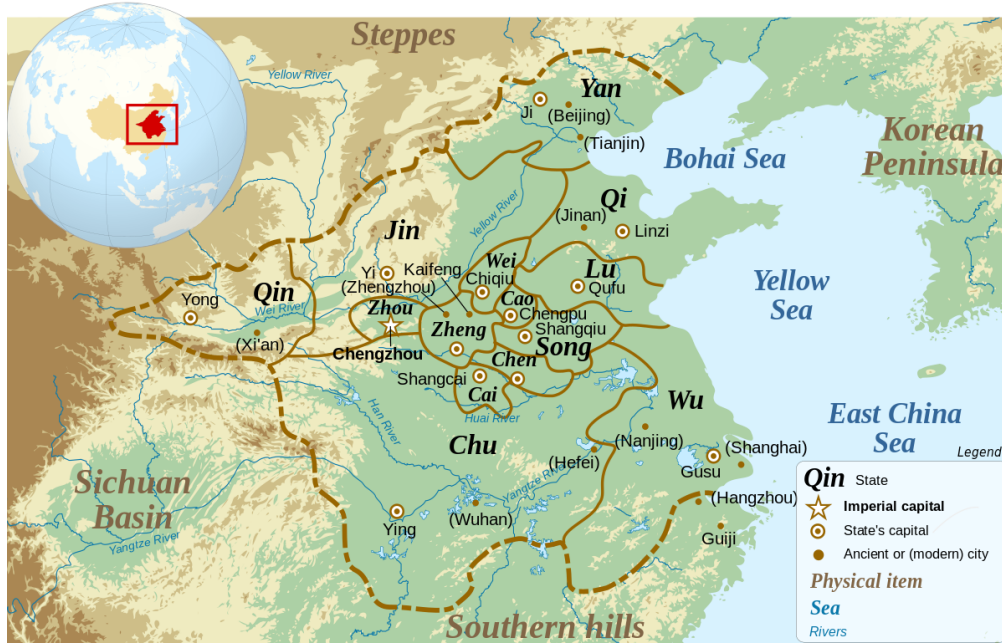 Steppes
Yellow River
Yan
Ji
(Beijing)
(Tianjin)
Bohai Sea
Korean
Peninsula
Qi
(Jinan)
Linzi
Yellow River
Jin
Wei
Lu
Yi
Kaifeng
(Zhengzhou)
Chiqiu
Qufu
Yellow
Sea
Yong
Qin
Wei River
Zhou
Cao
Chengpu
Zheng
Shangqiu
(Xi'an)
Chengzhou
Song
Chen
Shangcai
Cai
Huai River
Wu
Han River
Chu
East China
Sea
(Nanjing)
(Hefei)
Gusu
(Shanghai)
Sichuan
Basin
Yangtze River
Yangtze River
Ying
(Wuhan)
(Hangzhou)
Guiji
Southern hills
Legend
Qin State
Imperial capital
State's capital
Ancient or (modern) city
Physical item
Sea
Rivers